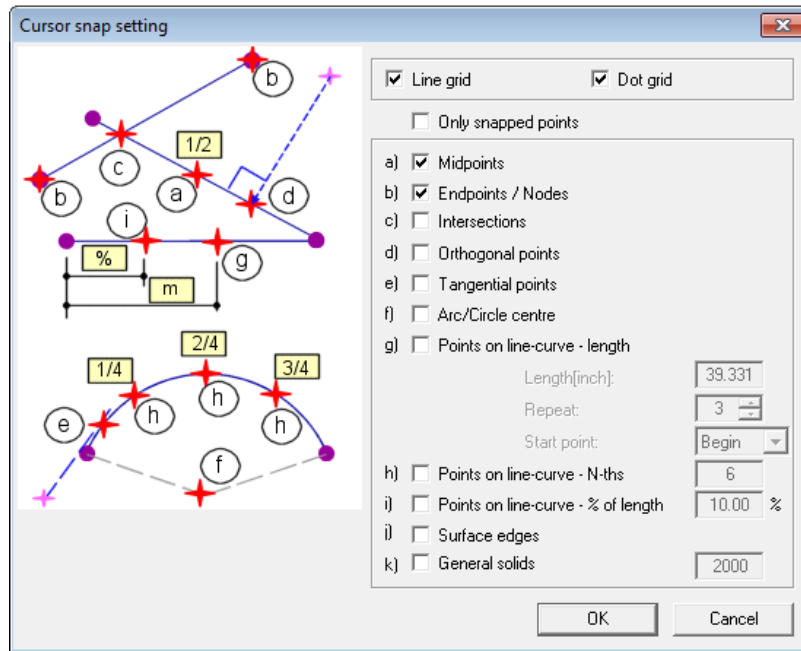 Cursor snap setting
b
c
1/2
b
a
d
i
%
g
m
2/4
1/4
3/4
h
h
h
e
f
Line grid
Dot grid
Only snapped points
a) Midpoints
b) Endpoints / Nodes
c) Intersections
d) Orthogonal points
e) Tangential points
f) Arc/Circle centre
g) Points on line-curve - length
Length[inch]: 39.331
Repeat: 3
Start point: Begin
h) Points on line-curve - N-ths 6
i) Points on line-curve - % of length 10.00 %
j) Surface edges
k) General solids 2000
OK
Cancel